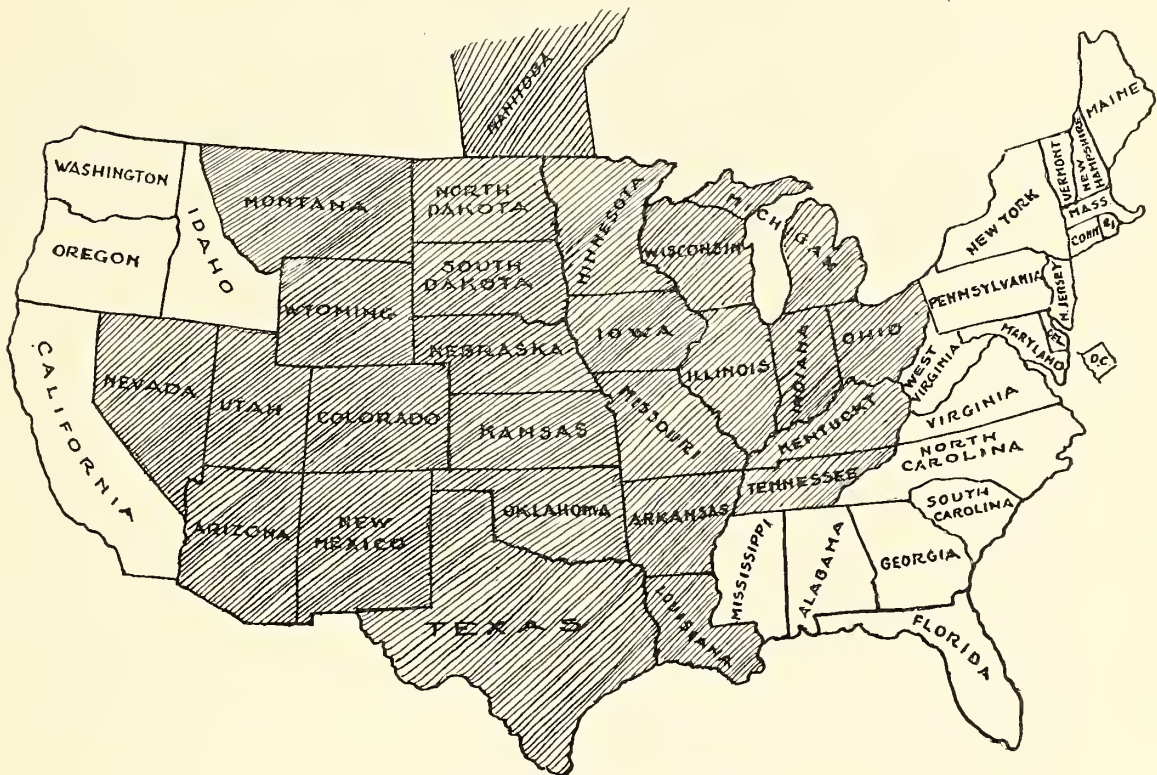 MANITOGA
WASHINGTON
OREGON
IDAHO
MONTANA
NORTH
DAKOTA
SOUTH
DAKOTA
MINNESOTA
WISCONZIN
MICHIGAN
WYOMING
NEBRASKA
IOWA
CALIFORNIA
NEVADA
UTAH
COLORADO
KANSAS
MISSOURI
ILLINOIS
INDIANA
OHIO
KENTUCKY
TENNESSEE
ARIZONA
NEW
MEXICO
OKLAHOMA
ARKANSAS
TEXAS
LOUISIANA
MISSISSIPPI
ALABAMA
GEORGIA
FLORIDA
SOUTH
CAROLINA
NORTH
CAROLINA
VIRGINIA
WEST
VIRGINIA
MARYLAND
D.C.
PENNSYLVANIA
N. JERSEY
NEW YORK
VERMONT
NEW
HAMPSHIRE
MAINE
MASS
CONN